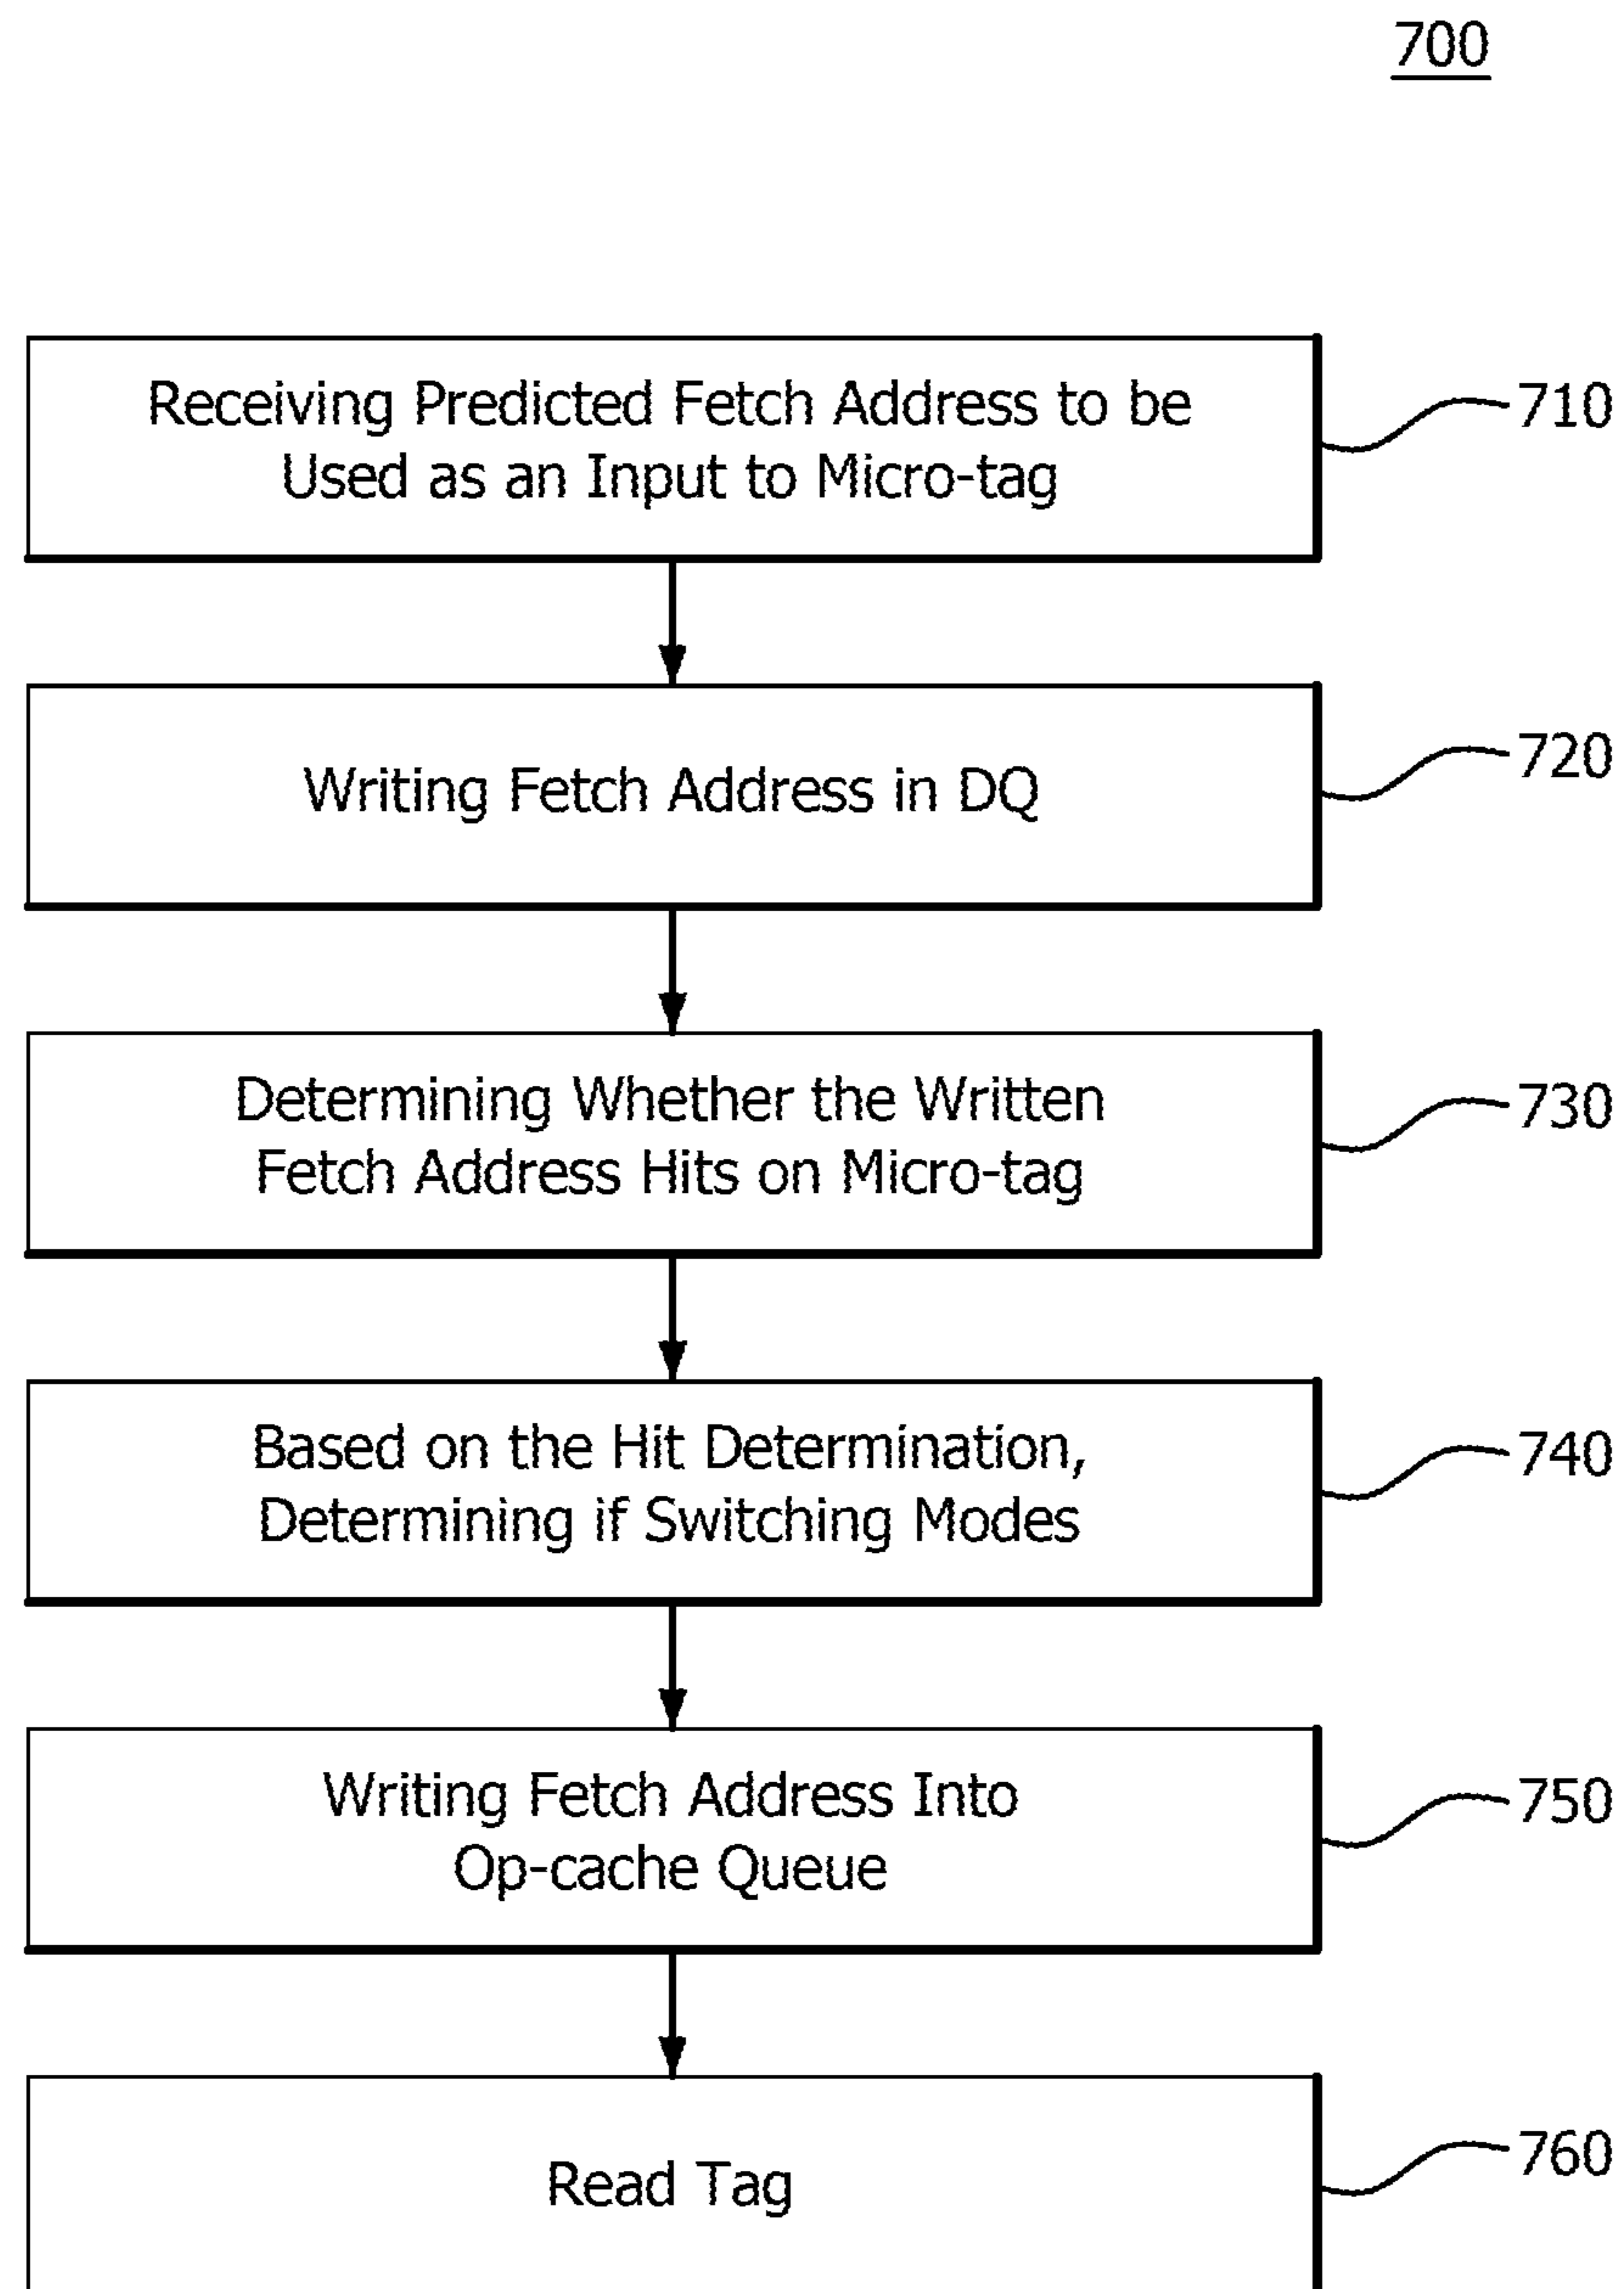 700
Receiving Predicted Fetch Address to be
Used as an Input to Micro-tag
710
Writing Fetch Address in DQ
720
Determining Whether the Written
Fetch Address Hits on Micro-tag
730
Based on the Hit Determination,
Determining if Switching Modes
740
Writing Fetch Address Into
Op-cache Queue
750
Read Tag
760